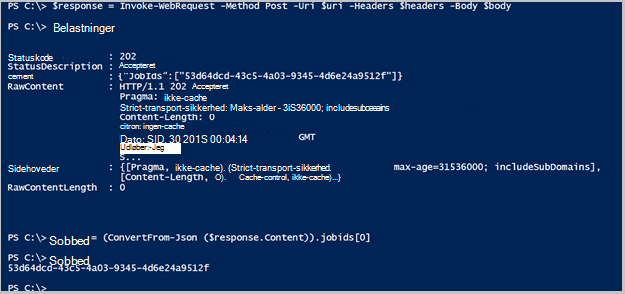 PS C:\> $response = Invoke-WebRequest -Method Post -Uri $uri -Headers $headers -Body $body
PS C:\> Belastninger
Statuskode : 202
StatusDescription : Accepteret
cement : {"JobIds":["53d64dcd-43c5-4a03-9345-4d6e24a9512f"]}
RawContent : HTTP/1.1 202 Accepteret
Pragma: ikke-cache
Strict-transport-sikkerhed: Maks-alder - 3iS36000; includesuboaains
Content-Length: 0
citron: ingen-cache
Dato: SID, 30 201S 00:04:14 GMT
Udløber:-Jeg
S...
Sidehoveder : {[Pragma, ikke-cache). (Strict-transport-sikkerhed. max-age=31536000; includeSubDomains],
[Content-Length, O). Cache-control, ikke-cache)...}
RawContentLength : 0
PS C:\> Sobbed = (ConvertFrom-Json ($response.Content)).jobids[0]
PS C:\> Sobbed
53d64dcd-43c5-4a03-9345-4d6e24a9512f
PS C:\>